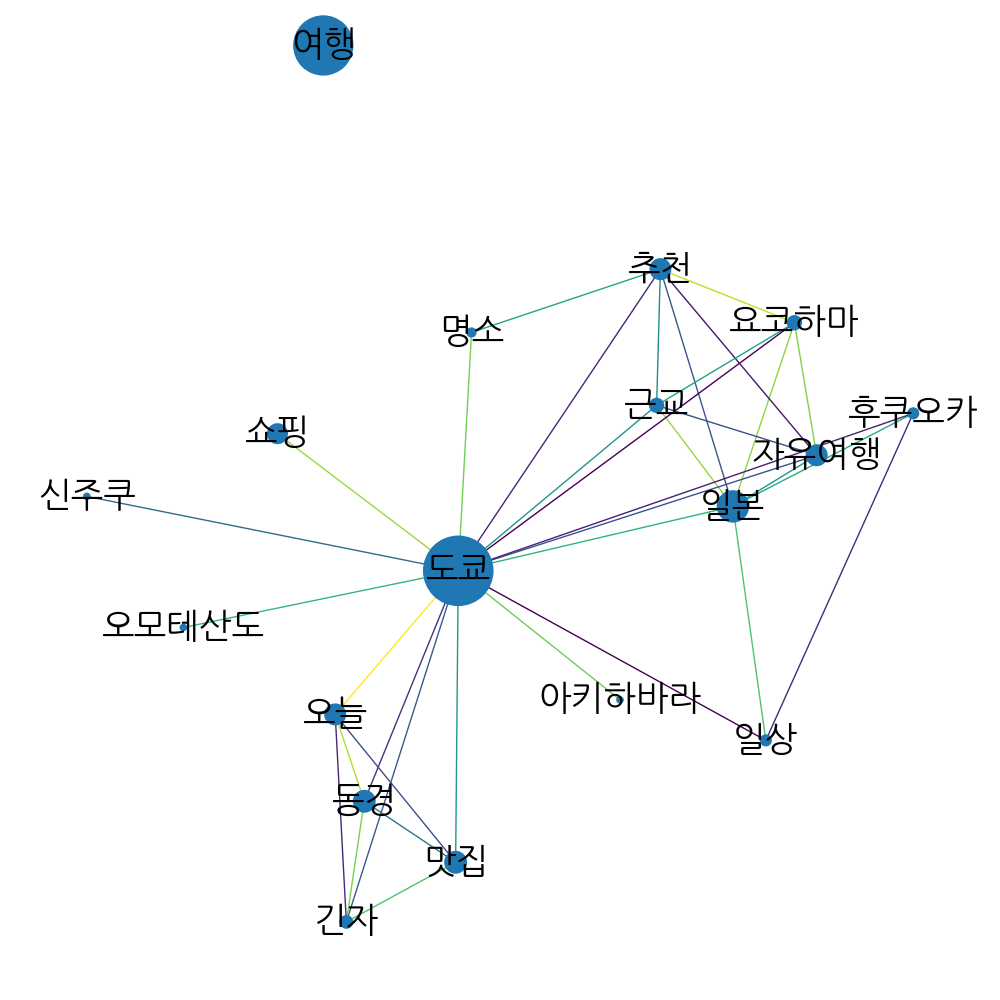 여행
추천
요코하마
명소
근교
후쿠오카
쇼핑
자유여행
신주쿠
일본
도쿄
오모테산도
아키하바라
오늘
일상
동경
맛집
긴자